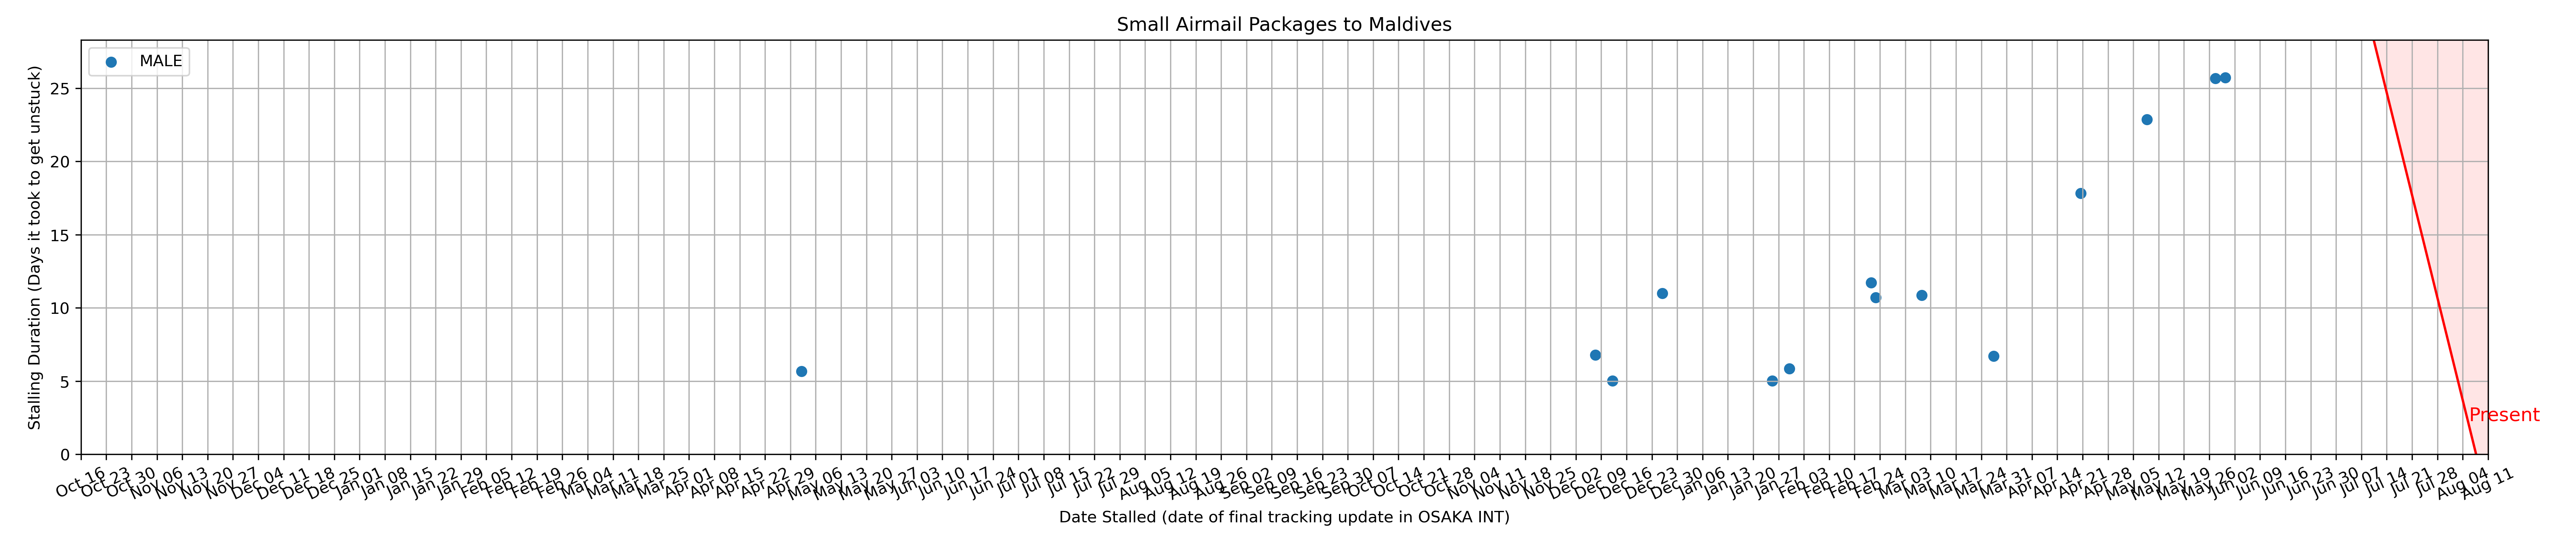 Small Airmail Packages to Maldives
MALE
Stalling Duration (Days it took to get unstuck)
25
20
15
10
5
0
Present
Oct 16 Oct 23 Oct 30 Nov 06 Nov 13 Nov 20 Nov 27 Dec 04 Dec 11 Dec 18 Dec 25 Jan 01 Jan 08 Jan 15 Jan 22 Jan 29 Feb 05 Feb 12 Feb 19 Feb 26 Mar 04 Mar 11 Mar 18 Mar 25 Apr 01 Apr 08 Apr 15 Apr 22 Apr 29 May 06 May 13 May 20 May 27 Jun 03 Jun 10 Jun 17 Jun 24 Jul 01 Jul 08 Jul 15 Jul 22 Jul 29 Aug 05 Aug 12 Aug 19 Aug 26 Sep 02 Sep 09 Sep 16 Sep 23 Sep 30 Oct 07 Oct 14 Oct 21 Oct 28 Nov 04 Nov 11 Nov 18 Nov 25 Dec 02 Dec 09 Dec 16 Dec 23 Dec 30 Jan 06 Jan 13 Jan 20 Jan 27 Feb 03 Feb 10 Feb 17 Feb 24 Mar 03 Mar 10 Mar 17 Mar 24 Mar 31 Apr 07 Apr 14 Apr 21 Apr 28 May 05 May 12 May 19 May 26 Jun 02 Jun 09 Jun 16 Jun 23 Jun 30 Jul 07 Jul 14 Jul 21 Jul 28 Aug 04 Aug 11
Date Stalled (date of final tracking update in OSAKA INT)